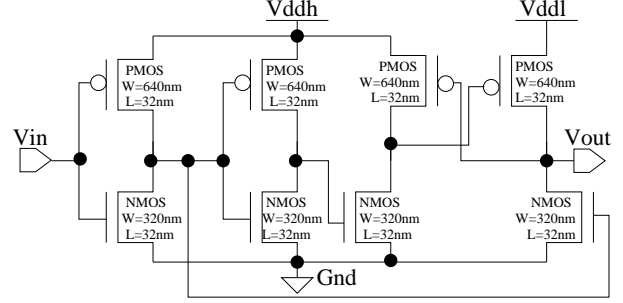 Vddh
Vddl
PMOS
W=640nm
L=32nm
PMOS
W=640nm
L=32nm
PMOS
W=640nm
L=32nm
PMOS
W=640nm
L=32nm
Vin
Vout
NMOS
W=320nm
L=32nm
NMOS
W=320nm
L=32nm
NMOS
W=320nm
L=32nm
NMOS
W=320nm
L=32nm
Gnd